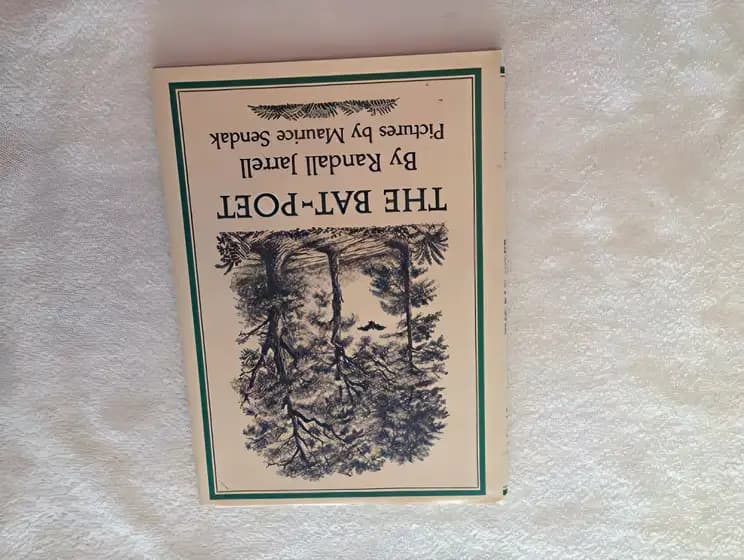 THE BAT-POET
By Randall Jarrell
Pictures by Maurice Sendak